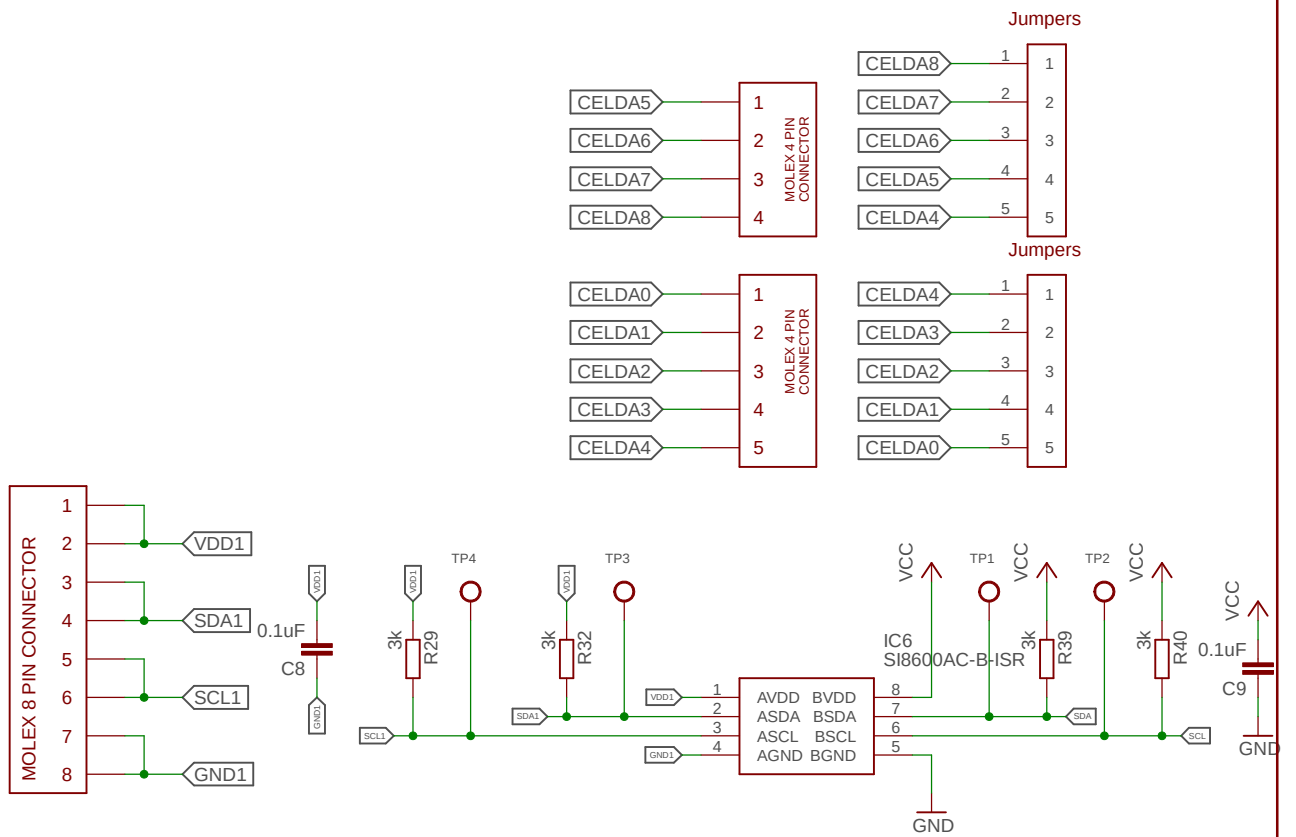 Jumpers
CELDA8 1 1
CELDA7 2 2
CELDA6 3 3
CELDA5 4 4
CELDA4 5 5
CELDA5 1
CELDA6 2
CELDA7 3
CELDA8 4
MOLEX 4 PIN
CONNECTOR
Jumpers
CELDA4 1 1
CELDA3 2 2
CELDA2 3 3
CELDA1 4 4
CELDA0 5 5
CELDA0 1
CELDA1 2
CELDA2 3
CELDA3 4
CELDA4 5
MOLEX 4 PIN
CONNECTOR
MOLEX 8 PIN CONNECTOR
1
2 VDD1
3
4 SDA1
5
6 SCL1
7
8 GND1
VDD1
0.1uF
C8
GND1
VDD1
3k
R29
TP4
SCL1
VDD1
3k
R32
TP3
SDA1
IC6
SI8600AC-B-ISR
VDD1 1 AVDD BVDD 8
2 ASDA BSDA 7
3 ASCL BSCL 6
GND1 4 AGND BGND 5
VCC
GND
TP1
VCC
3k
R39
SDA
TP2
VCC
3k
R40
SCL
VCC
0.1uF
C9
GND